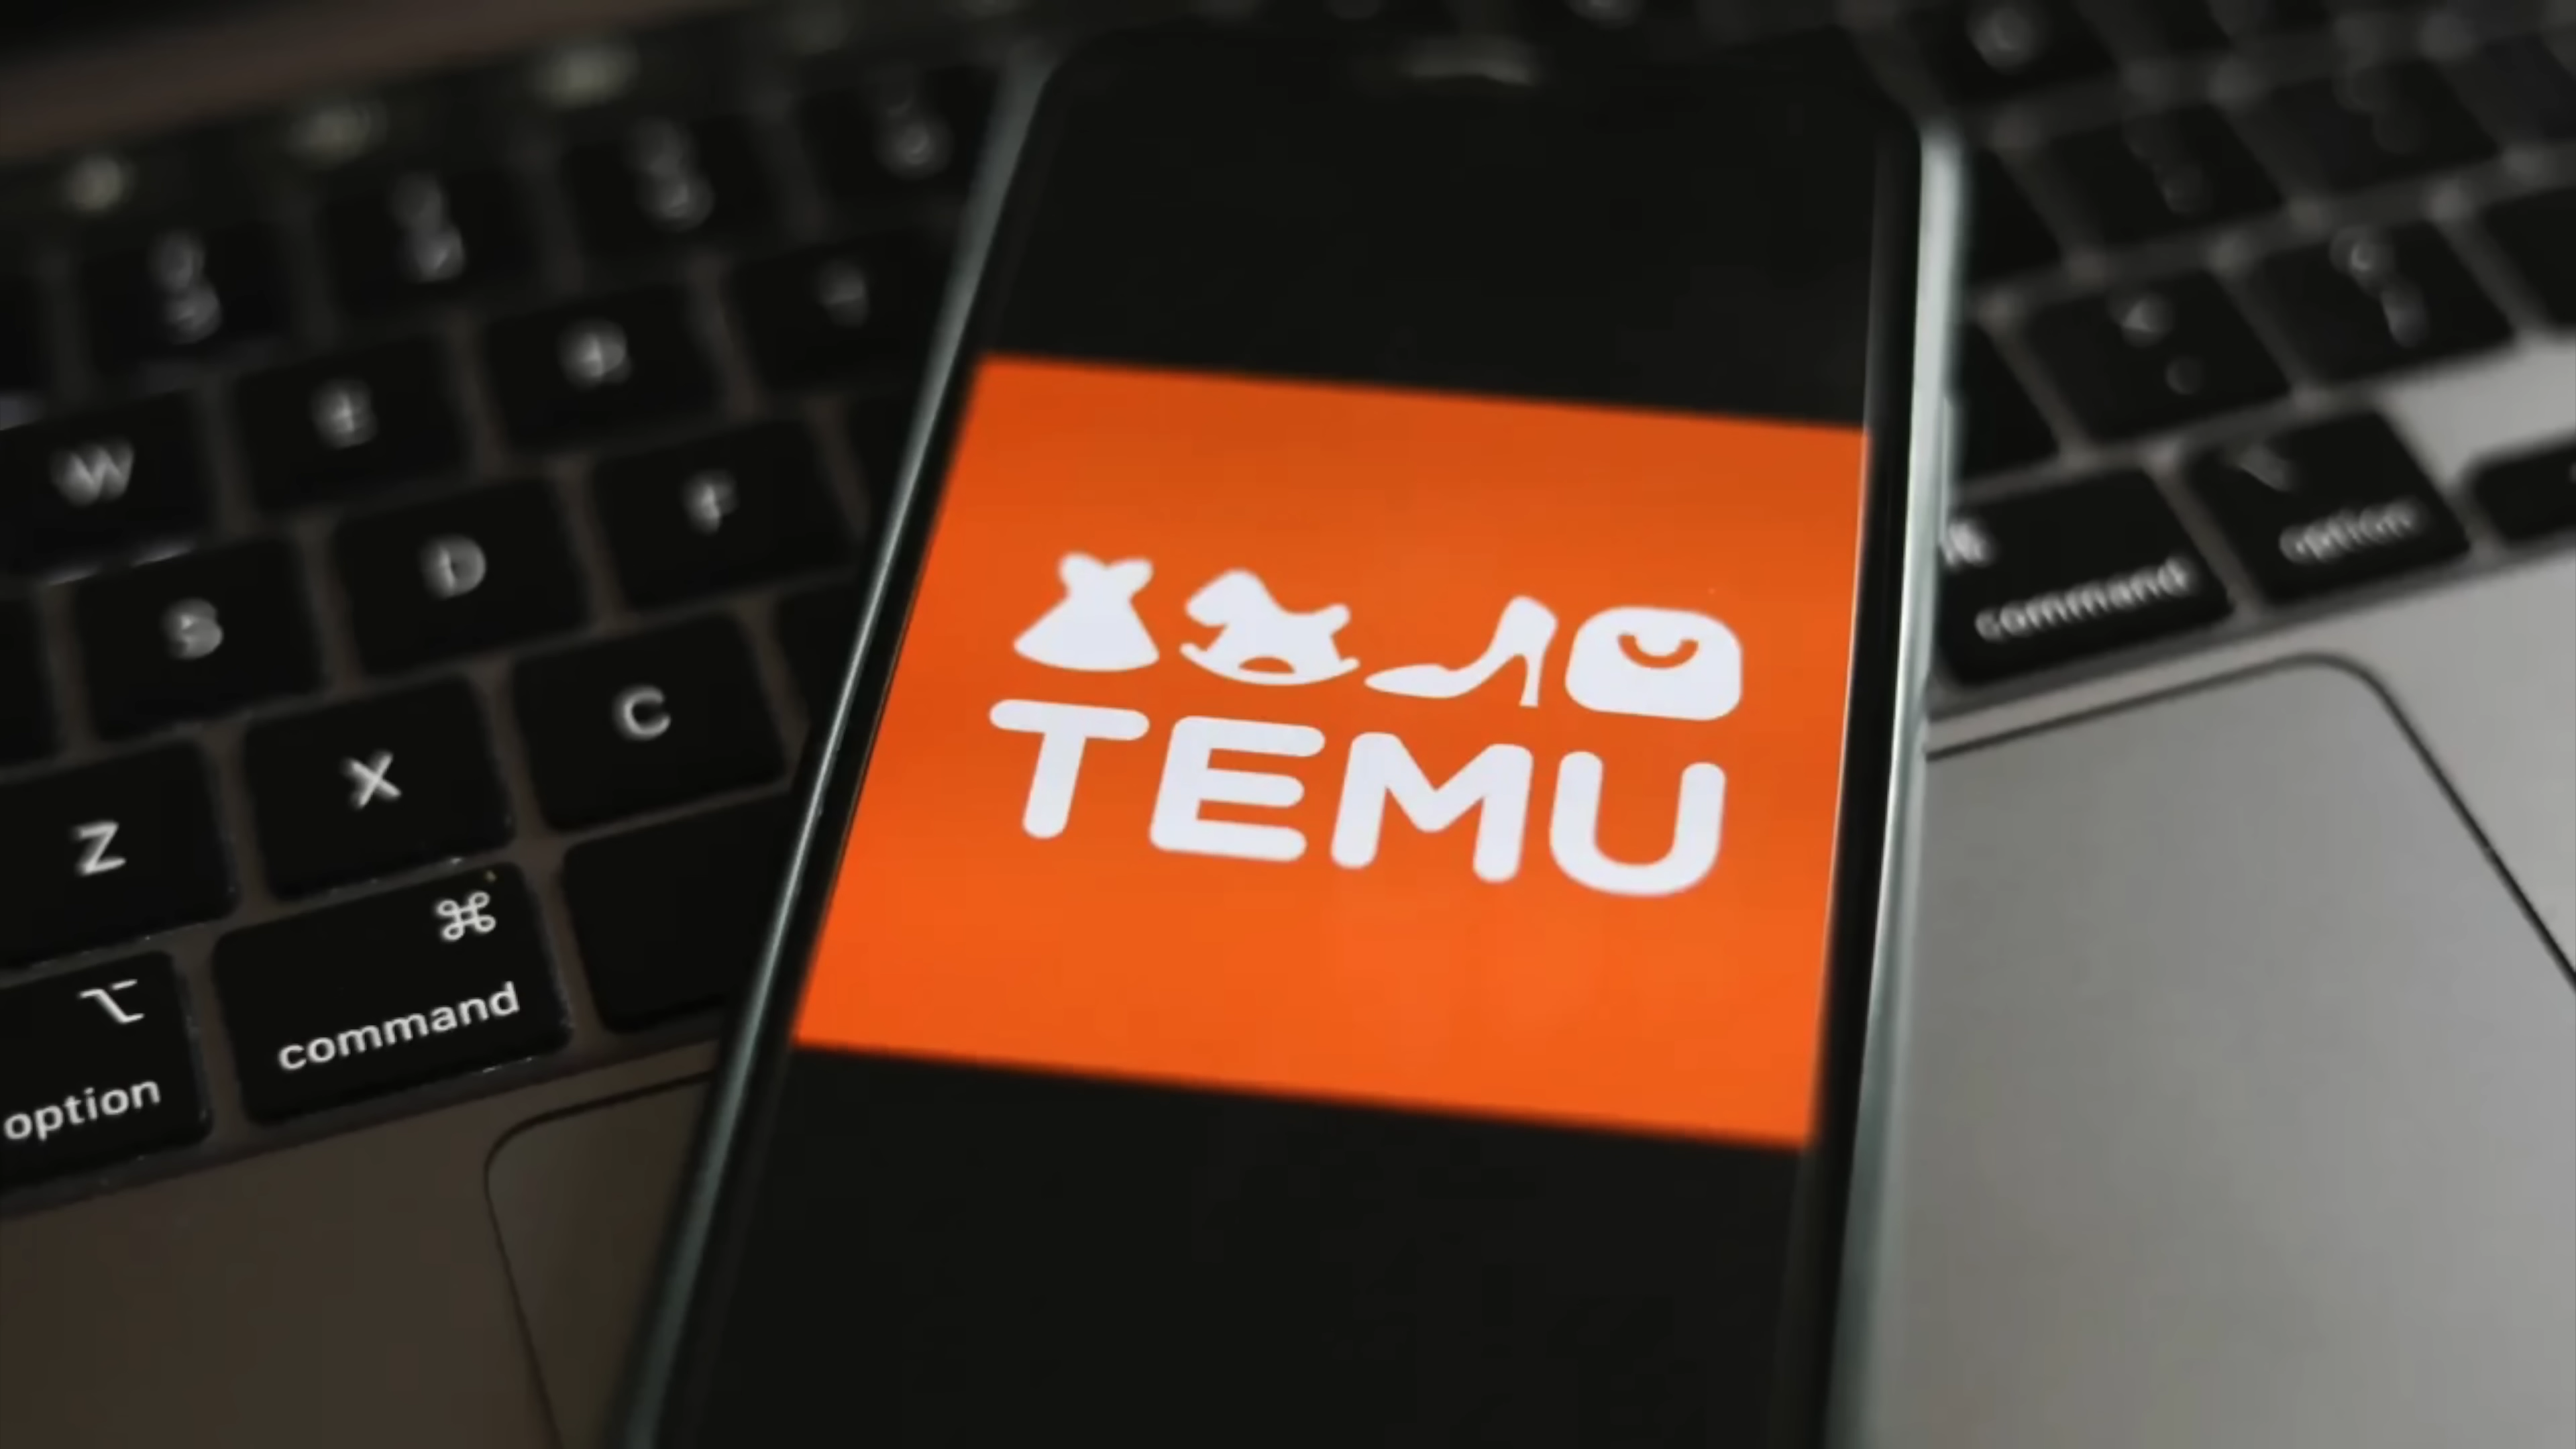 W
F
S
D
Z
X
C
⌘
command
⌥
option
TEMU
command
option